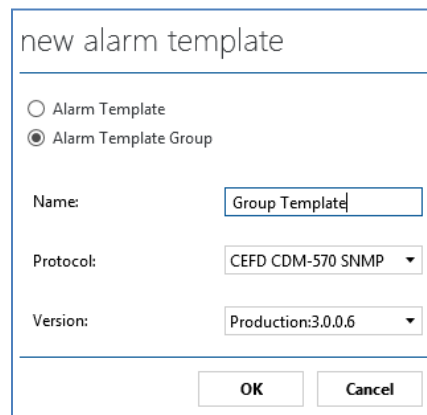 new alarm template
Alarm Template
Alarm Template Group
Name: Group Template
Protocol: CEFD CDM-570 SNMP
Version: Production:3.0.0.6
OK Cancel